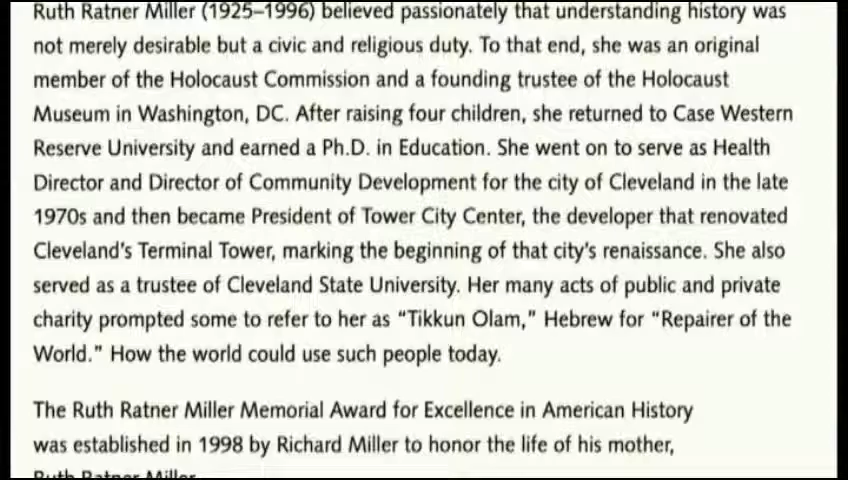 Ruth Ratner Miller (1925–1996) believed passionately that understanding history was
not merely desirable but a civic and religious duty. To that end, she was an original
member of the Holocaust Commission and a founding trustee of the Holocaust
Museum in Washington, DC. After raising four children, she returned to Case Western
Reserve University and earned a Ph.D. in Education. She went on to serve as Health
Director and Director of Community Development for the city of Cleveland in the late
1970s and then became President of Tower City Center, the developer that renovated
Cleveland's Terminal Tower, marking the beginning of that city's renaissance. She also
served as a trustee of Cleveland State University. Her many acts of public and private
charity prompted some to refer to her as “Tikkun Olam,” Hebrew for “Repairer of the
World.” How the world could use such people today.
The Ruth Ratner Miller Memorial Award for Excellence in American History
was established in 1998 by Richard Miller to honor the life of his mother,
Ruth Ratner Miller